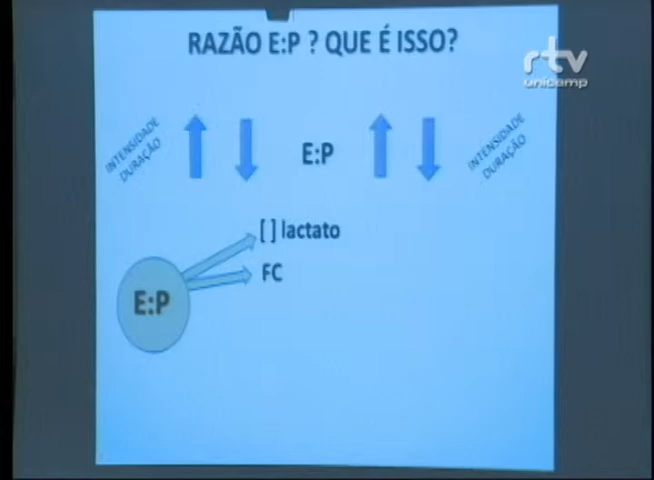 RAZÃO E:P ? QUE É ISSO?
rtv
unicamp
INTENSIDADE
DURAÇÃO
E:P
INTENSIDADE
DURAÇÃO
[ ] lactato
FC
E:P